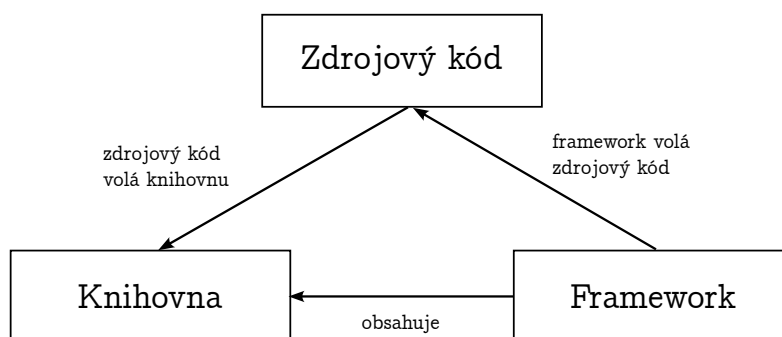 Zdrojový kód
zdrojový kód
volá knihovnu
framework volá
zdrojový kód
Knihovna
obsahuje
Framework